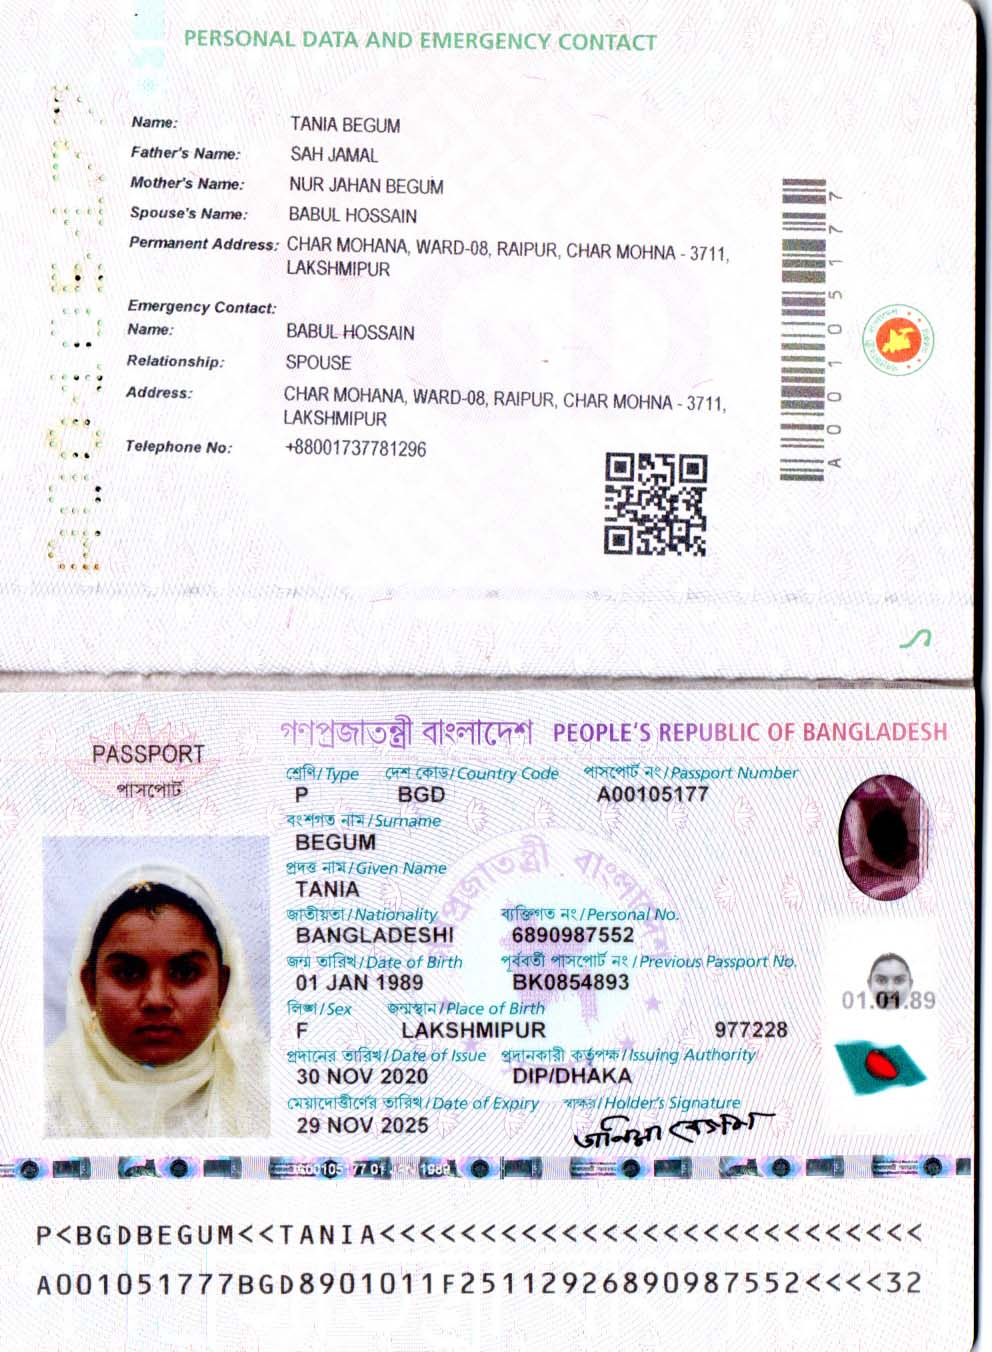 PERSONAL DATA AND EMERGENCY CONTACT
Name: TANIA BEGUM
Father's Name: SAH JAMAL
Mother's Name: NUR JAHAN BEGUM
Spouse's Name: BABUL HOSSAIN
Permanent Address: CHAR MOHANA, WARD-08, RAIPUR, CHAR MOHNA - 3711,
LAKSHMIPUR
Emergency Contact:
Name: BABUL HOSSAIN
Relationship: SPOUSE
Address: CHAR MOHANA, WARD-08, RAIPUR, CHAR MOHNA - 3711,
LAKSHMIPUR
Telephone No: +88001737781296
A00105177
PASSPORT
পাসপোর্ট
গণপ্রজাতন্ত্রী বাংলাদেশ PEOPLE'S REPUBLIC OF BANGLADESH
শ্রেণি/Type দেশ কোড/Country Code পাসপোর্ট নং/Passport Number
P BGD A00105177
বংশগত নাম/Surname
BEGUM
প্রদত্ত নাম/Given Name
TANIA
জাতীয়তা/Nationality ব্যক্তিগত নং/Personal No.
BANGLADESHI 6890987552
জন্ম তারিখ/Date of Birth পূর্ববর্তী পাসপোর্ট নং/Previous Passport No.
01 JAN 1989 BK0854893
লিঙ্গ/Sex জন্মস্থান/Place of Birth
F LAKSHMIPUR 977228
প্রদানের তারিখ/Date of Issue প্রদানকারী কর্তৃপক্ষ/Issuing Authority
30 NOV 2020 DIP/DHAKA
মেয়াদোত্তীর্ণের তারিখ/Date of Expiry স্বাক্ষর/Holder's Signature
29 NOV 2025 তানিয়া বেগম
01.01.89
P<BGDBEGUM<<TANIA<<<<<<<<<<<<<<<<<<<<<<<<<<<
A001051777BGD8901011F25112926890987552<<<<32